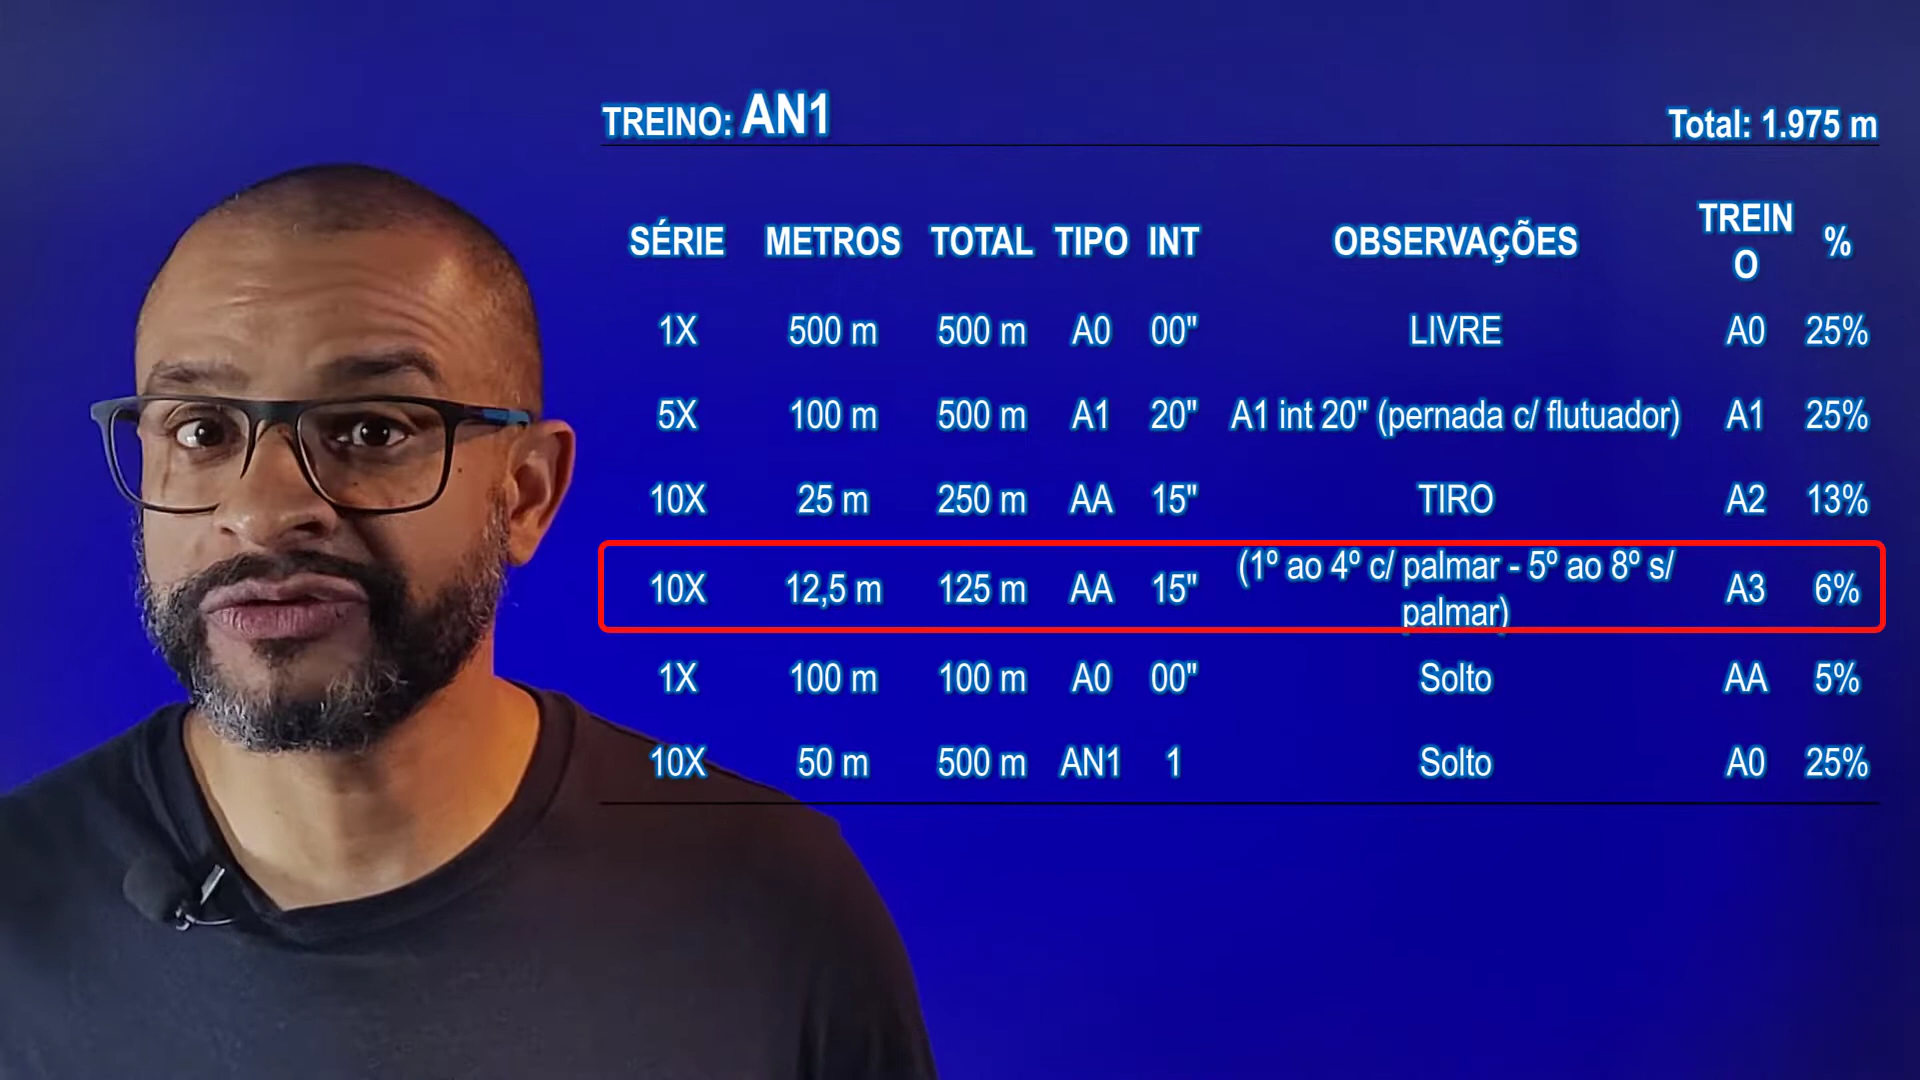 TREINO: AN1 Total: 1.975 m
SÉRIE METROS TOTAL TIPO INT OBSERVAÇÕES TREIN %
O
1X 500 m 500 m A0 00" LIVRE A0 25%
5X 100 m 500 m A1 20" A1 int 20" (pernada c/ flutuador) A1 25%
10X 25 m 250 m AA 15" TIRO A2 13%
10X 12,5 m 125 m AA 15" (1º ao 4º c/ palmar - 5º ao 8º s/ A3 6%
palmar)
1X 100 m 100 m A0 00" Solto AA 5%
10X 50 m 500 m AN1 1 Solto A0 25%